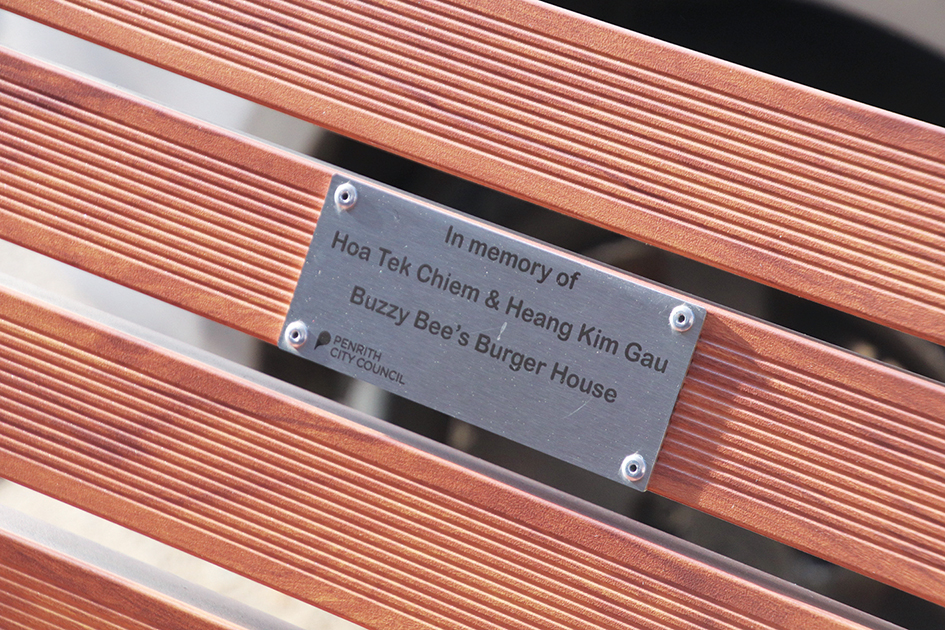 In memory of
Hoa Tek Chiem & Heang Kim Gau
Buzzy Bee's Burger House
PENRITH
CITY COUNCIL